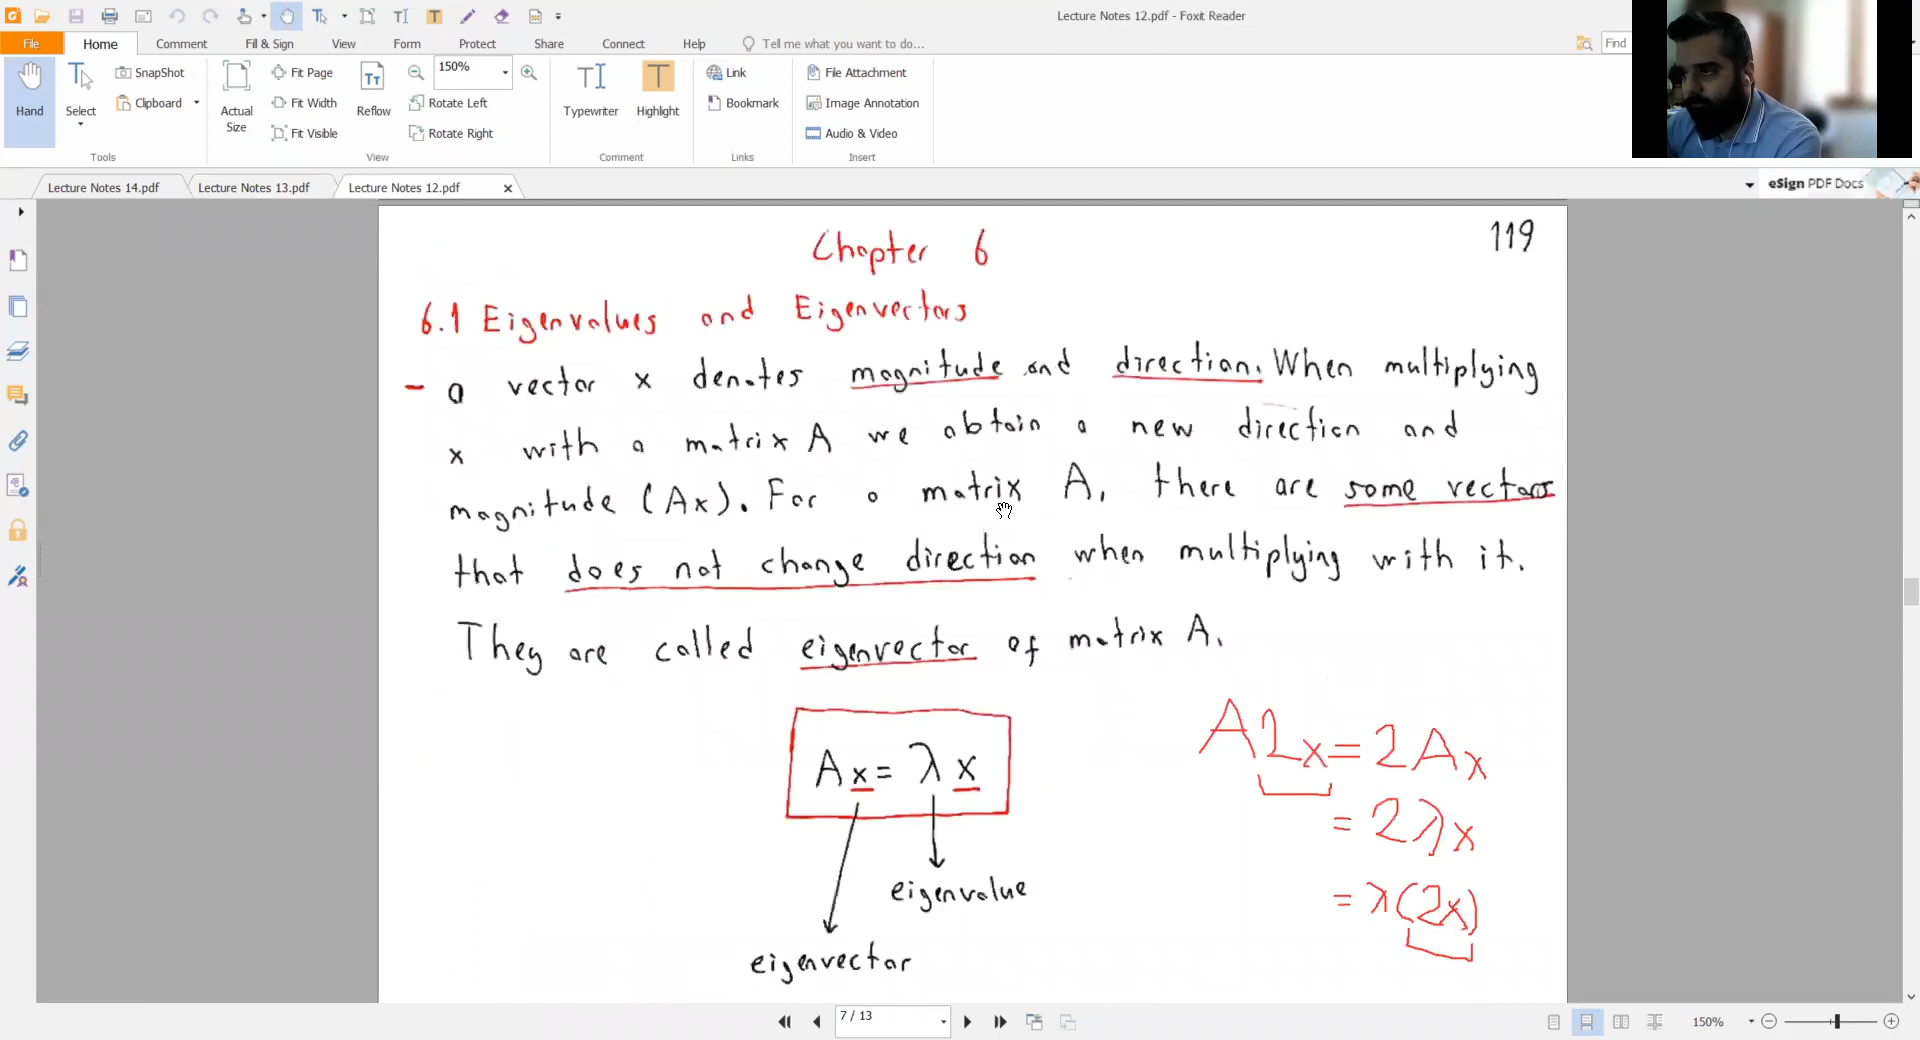 Lecture Notes 12.pdf - Foxit Reader
File Home Comment Fill & Sign View Form Protect Share Connect Help Tell me what you want to do... Find
Hand
Select
SnapShot
Clipboard
Tools
Actual Size
Fit Page
Fit Width
Fit Visible
Reflow
150%
Rotate Left
Rotate Right
View
Typewriter
Highlight
Comment
Link
Bookmark
Links
File Attachment
Image Annotation
Audio & Video
Insert
Lecture Notes 14.pdf Lecture Notes 13.pdf Lecture Notes 12.pdf eSign PDF Docs
Chapter 6 119
6.1 Eigenvalues and Eigenvectors
- a vector x denotes magnitude and direction. When multiplying
x with a matrix A we obtain a new direction and
magnitude (Ax). For a matrix A, there are some vectors
that does not change direction when multiplying with it.
They are called eigenvector of matrix A.
Ax = λx
eigenvalue
eigenvector
A2x = 2Ax
= 2λx
= λ(2x)
7 / 13 150%